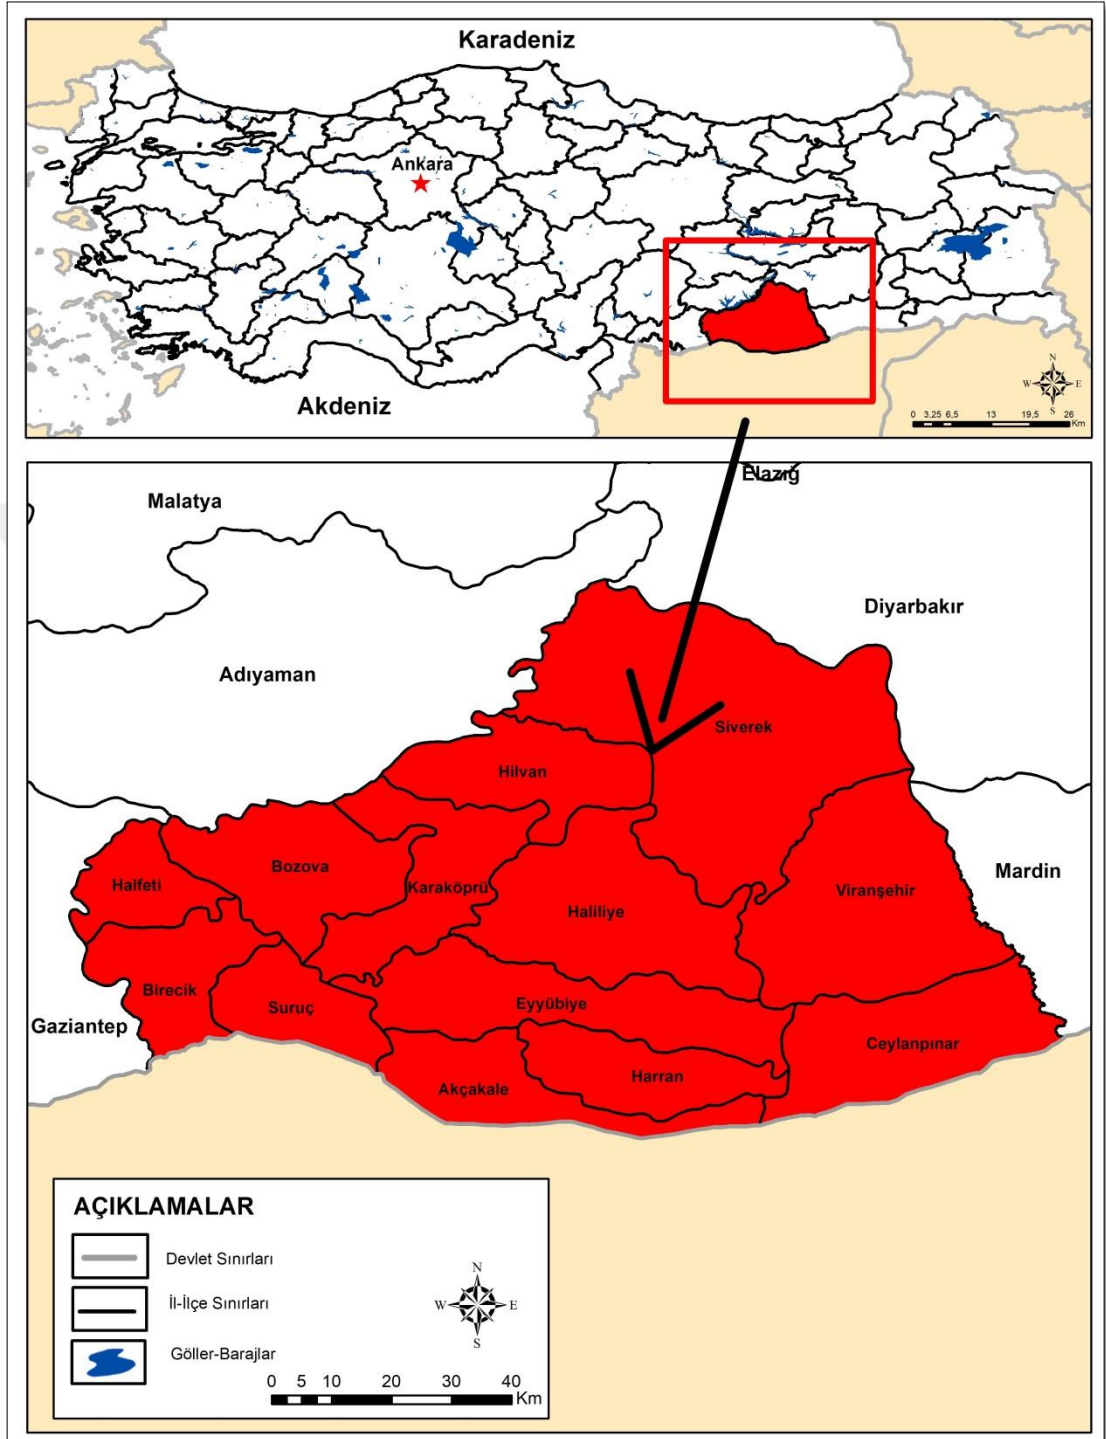 Karadeniz
Ankara
Akdeniz
N
W E
S
0 3,25 6,5 13 19,5 26
Km
Elazığ
Malatya
Diyarbakır
Adıyaman
Siverek
Hilvan
Bozova
Mardin
Halfeti
Karaköprü
Viranşehir
Haliliye
Birecik
Eyyübiye
Suruç
Gaziantep
Ceylanpınar
Harran
Akçakale
AÇIKLAMALAR
Devlet Sınırları
İl-İlçe Sınırları
Göller-Barajlar
N
W E
S
0 5 10 20 30 40
Km